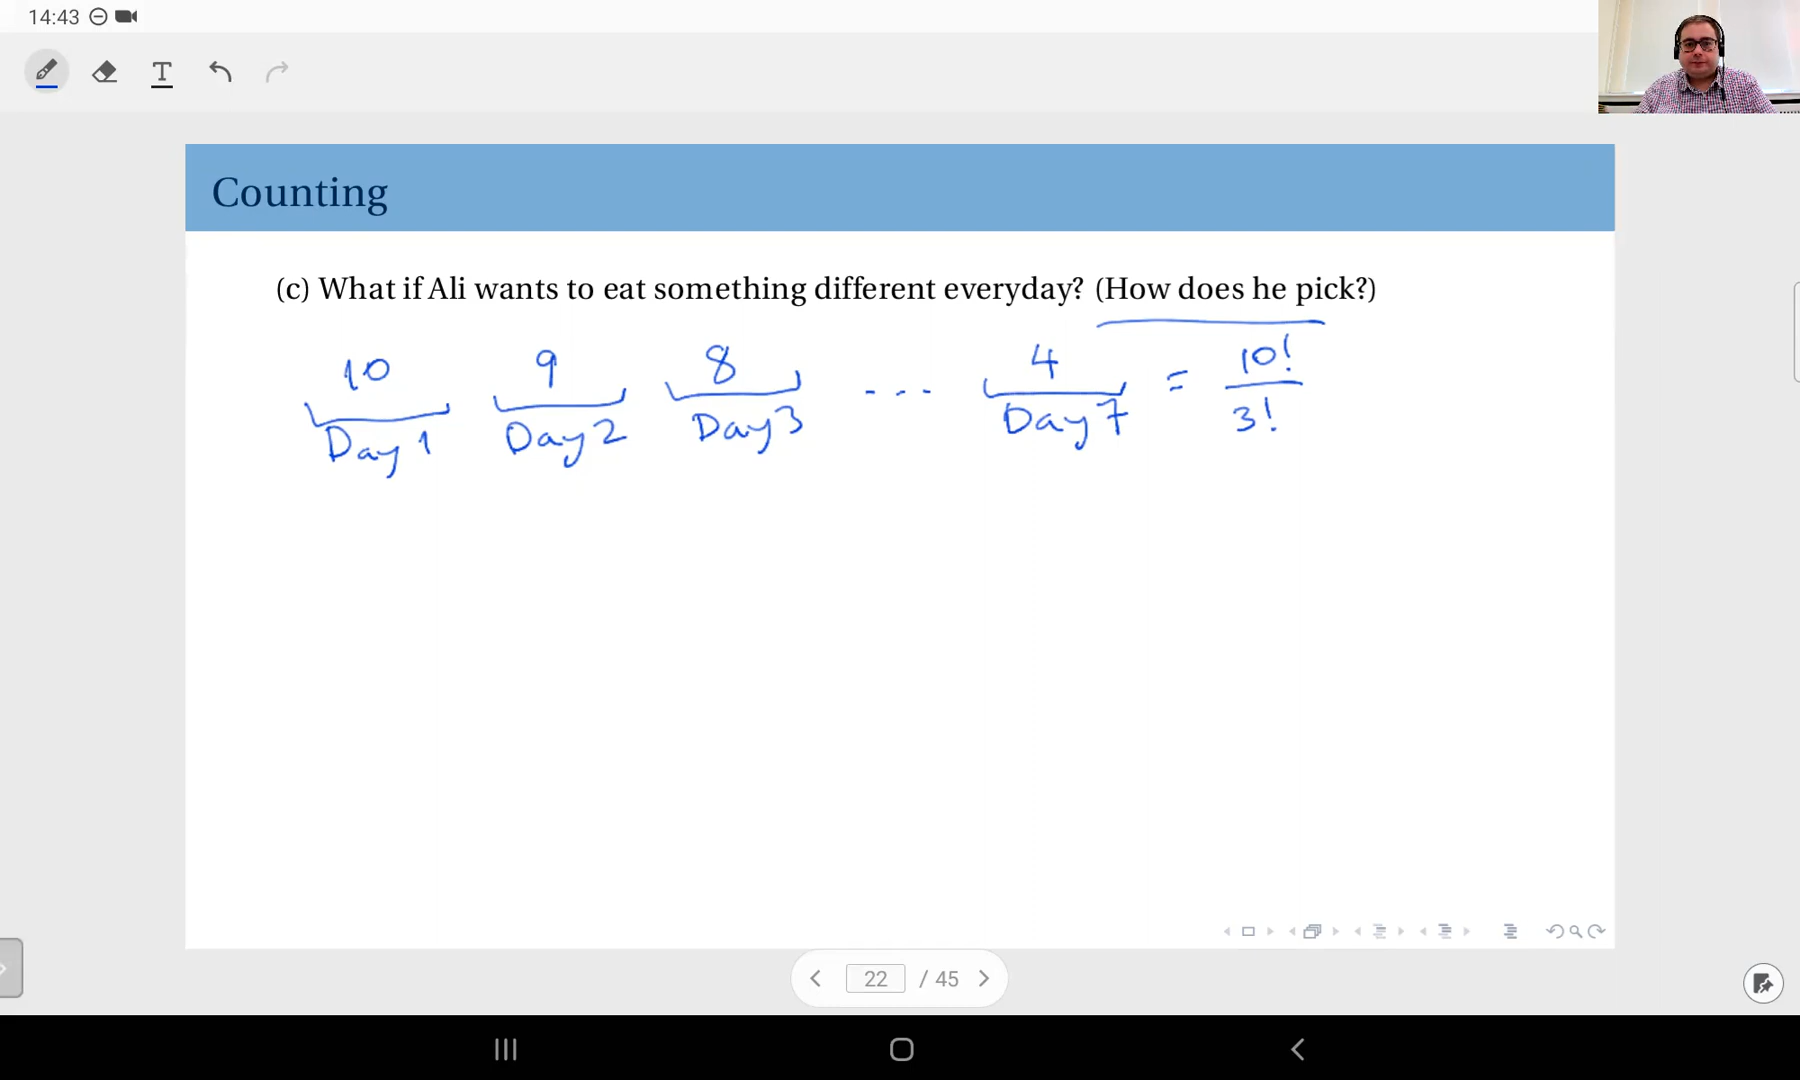 14:43
T
Counting
(c) What if Ali wants to eat something different everyday? (How does he pick?)
10 9 8 ... 4 = 10!
Day 1 Day 2 Day 3 Day 7 3!
22 / 45